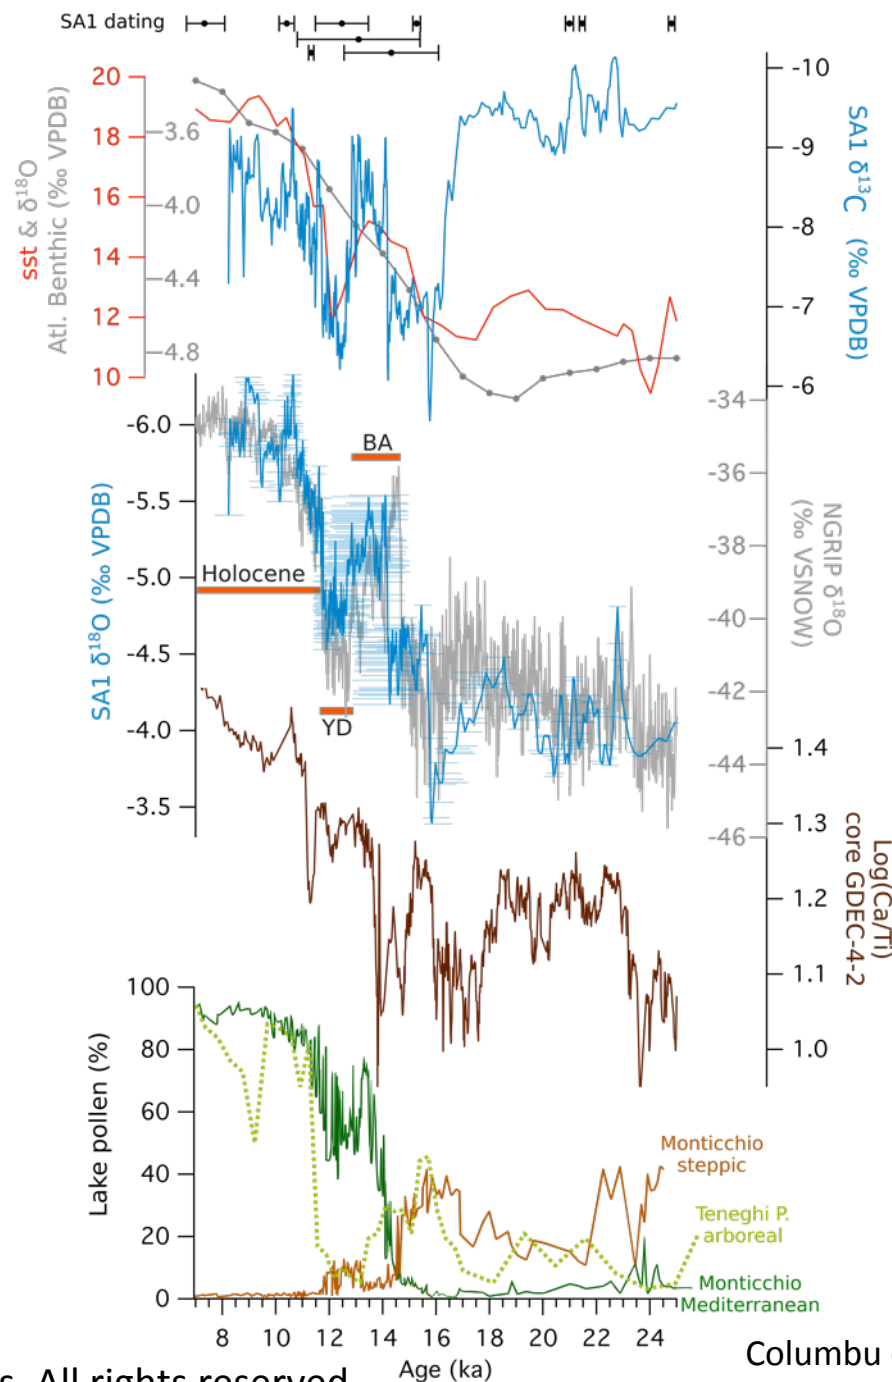 SA1 dating
20
18
16
14
12
10
sst & δ¹⁸O
Atl. Benthic (‰ VPDB)
-3.6
-4.0
-4.4
-4.8
-10
-9
-8
-7
-6
SA1 δ¹³C (‰ VPDB)
-6.0
-5.5
-5.0
-4.5
-4.0
-3.5
SA1 δ¹⁸O (‰ VPDB)
BA
Holocene
YD
-34
-36
-38
-40
-42
-44
-46
NGRIP δ¹⁸O
(‰ VSNOW)
1.4
1.3
1.2
1.1
1.0
Log(Ca/Ti)
core GDEC-4-2
100
80
60
40
20
0
Lake pollen (%)
Monticchio
steppic
Teneghi P.
arboreal
Monticchio
Mediterranean
8 10 12 14 16 18 20 22 24
Age (ka)
Columbu
s. All rights reserved